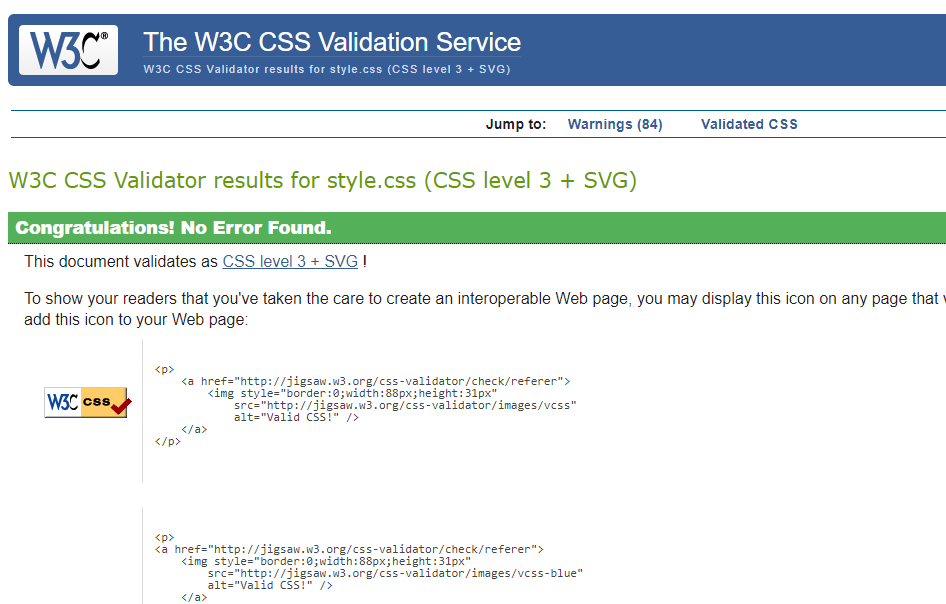 W3C®
The W3C CSS Validation Service
W3C CSS Validator results for style.css (CSS level 3 + SVG)
Jump to: Warnings (84) Validated CSS
W3C CSS Validator results for style.css (CSS level 3 + SVG)
Congratulations! No Error Found.
This document validates as CSS level 3 + SVG !
To show your readers that you've taken the care to create an interoperable Web page, you may display this icon on any page that
add this icon to your Web page:
W3C css
<p>
<a href="http://jigsaw.w3.org/css-validator/check/referer">
<img style="border:0;width:88px;height:31px"
src="http://jigsaw.w3.org/css-validator/images/vcss"
alt="Valid CSS!" />
</a>
</p>
<p>
<a href="http://jigsaw.w3.org/css-validator/check/referer">
<img style="border:0;width:88px;height:31px"
src="http://jigsaw.w3.org/css-validator/images/vcss-blue"
alt="Valid CSS!" />
</a>